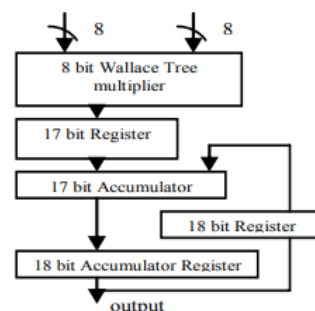 8 8
8 bit Wallace Tree
multiplier
17 bit Register
17 bit Accumulator
18 bit Register
18 bit Accumulator Register
output